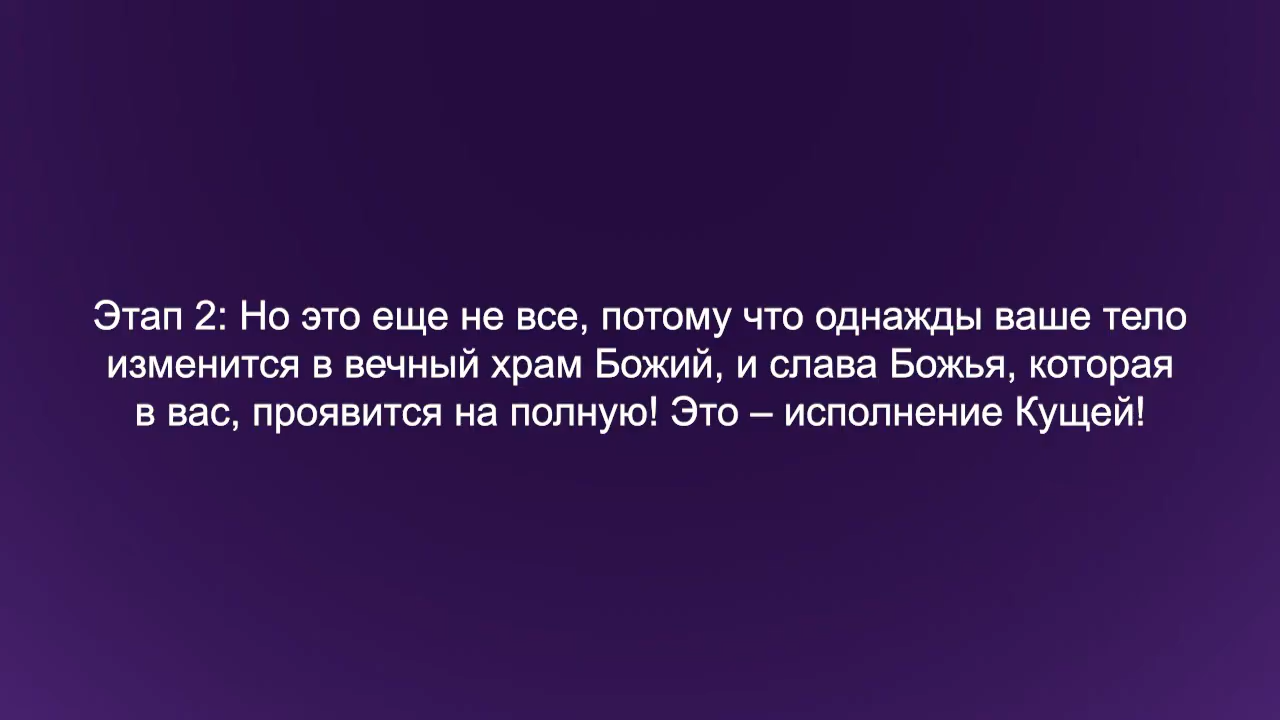 Этап 2: Но это еще не все, потому что однажды ваше тело
изменится в вечный храм Божий, и слава Божья, которая
в вас, проявится на полную! Это – исполнение Кущей!